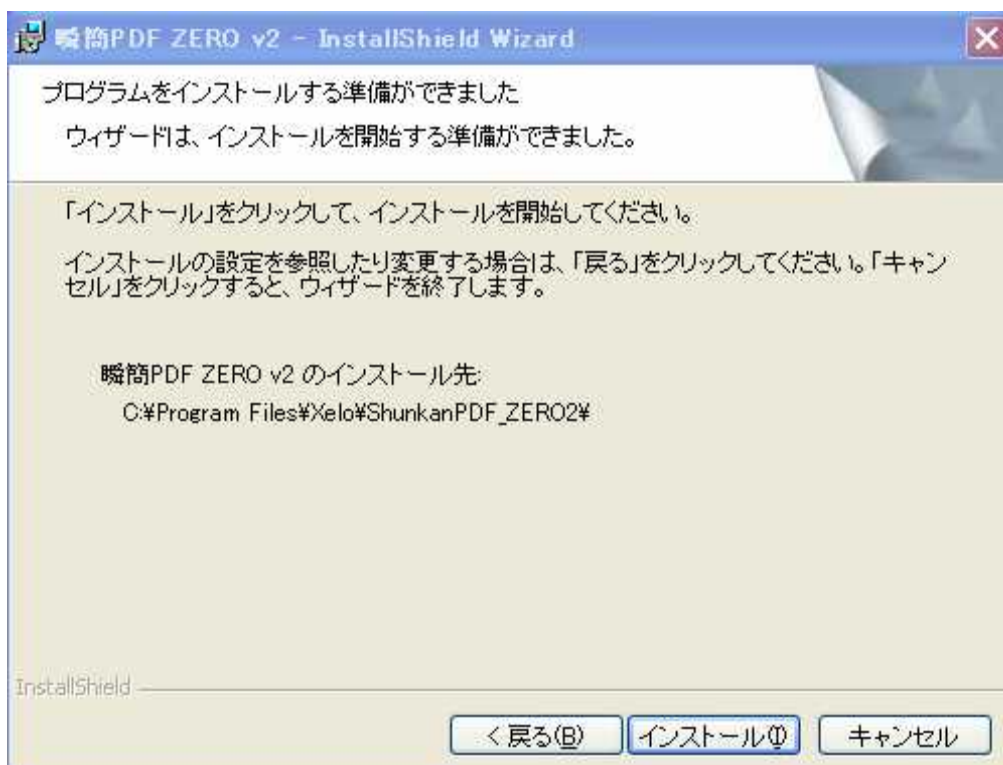 瞬簡PDF ZERO v2 - InstallShield Wizard
プログラムをインストールする準備ができました
ウィザードは、インストールを開始する準備ができました。
「インストール」をクリックして、インストールを開始してください。
インストールの設定を参照したり変更する場合は、「戻る」をクリックしてください。「キャン
セル」をクリックすると、ウィザードを終了します。
瞬簡PDF ZERO v2 のインストール先:
C:¥Program Files¥Xelo¥ShunkanPDF_ZERO2¥
InstallShield
< 戻る(B) インストール(I) キャンセル